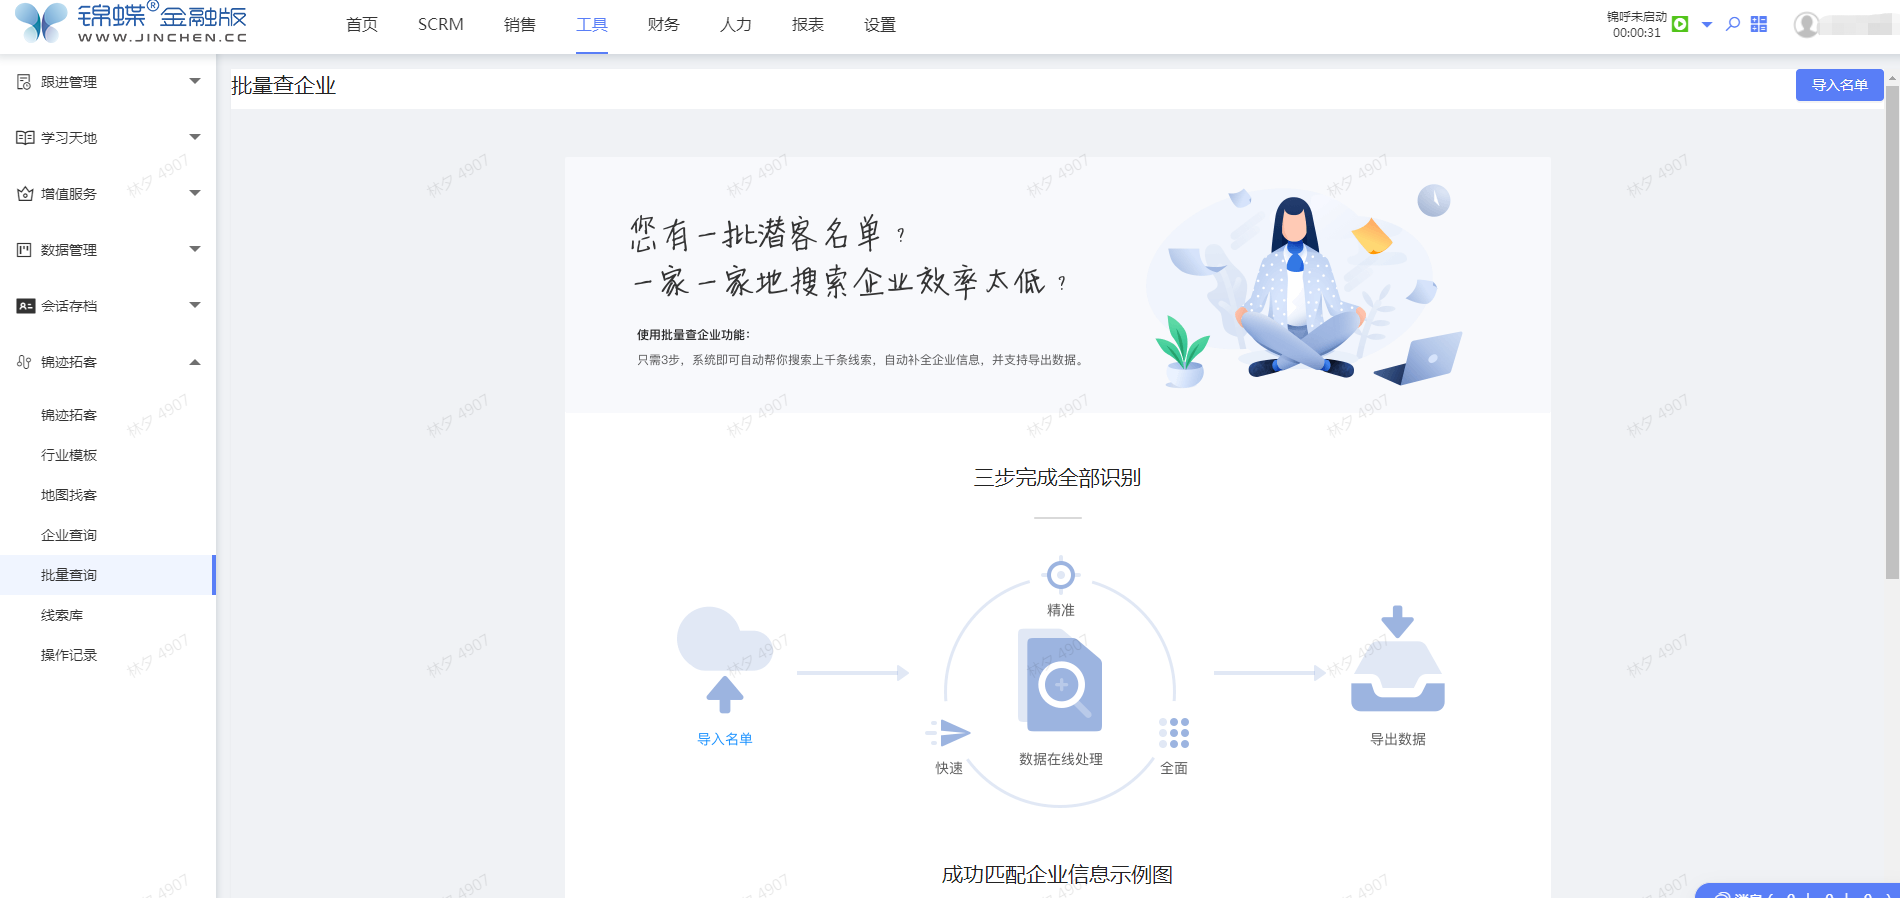 锦蝶®金融版
WWW.JINCHEN.CC
首页 SCRM 销售 工具 财务 人力 报表 设置
锦呼未启动
00:00:31
跟进管理
学习天地
增值服务
数据管理
会话存档
锦迹拓客
锦迹拓客
行业模板
地图找客
企业查询
批量查询
线索库
操作记录
批量查企业
导入名单
您有一批潜客名单?
一家一家地搜索企业效率太低?
使用批量查企业功能:
只需3步，系统即可自动帮你搜索上千条线索，自动补全企业信息，并支持导出数据。
三步完成全部识别
精准
导入名单
快速
数据在线处理
全面
导出数据
成功匹配企业信息示例图
林夕 4907